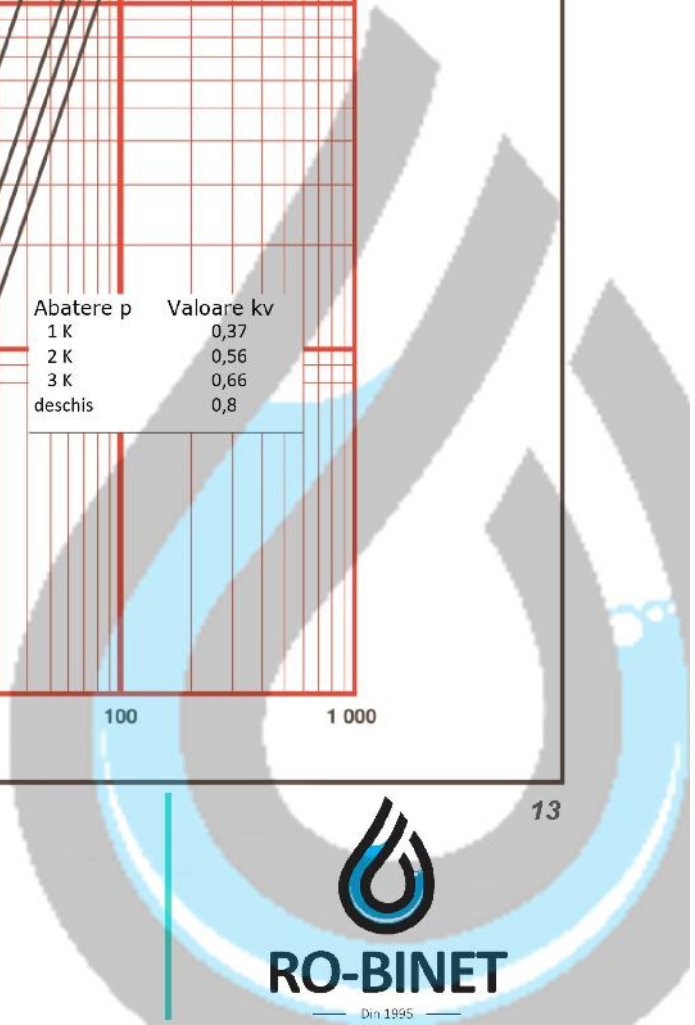 Abatere p Valoare kv
1 K 0,37
2 K 0,56
3 K 0,66
deschis 0,8
100 1 000
13
RO-BINET
Din 1995